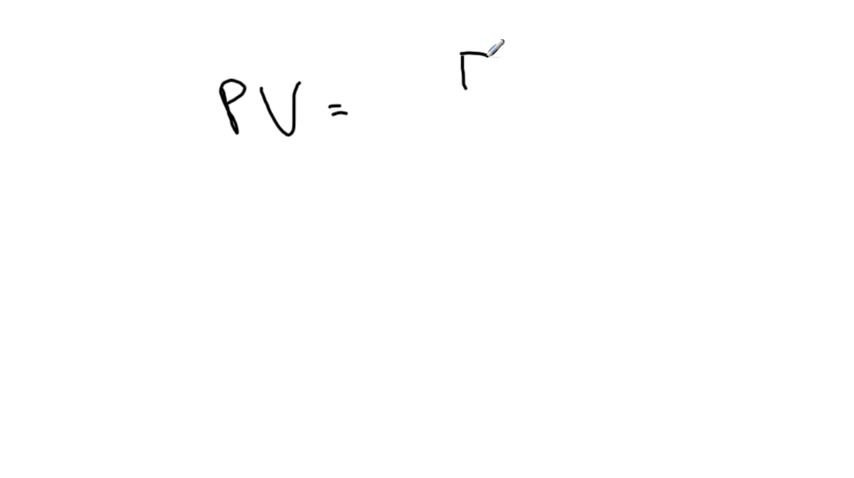 PV =